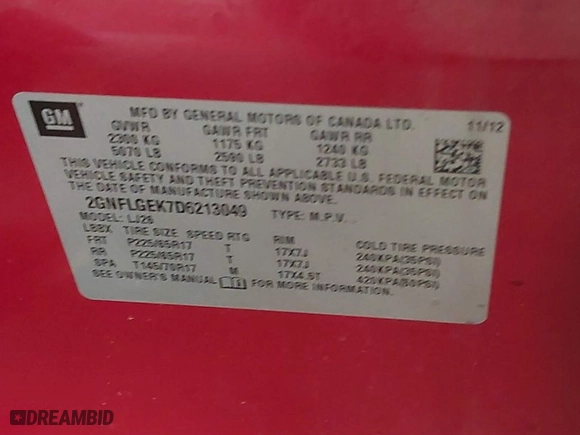 GM
MFD BY GENERAL MOTORS OF CANADA LTD. 11/12
GVWR GAWR FRT GAWR RR
2300 KG 1175 KG 1240 KG
5070 LB 2590 LB 2733 LB
THIS VEHICLE CONFORMS TO ALL APPLICABLE U.S. FEDERAL MOTOR
VEHICLE SAFETY AND THEFT PREVENTION STANDARDS IN EFFECT ON
THE DATE OF MANUFACTURE SHOWN ABOVE.
2GNFLGEK7D6213049 TYPE: M.P.V.
MODEL: LJ26
TIRE SIZE SPEED RTG RIM COLD TIRE PRESSURE
FRT P225/65R17 T 17X7J 240KPA(35PSI)
RR P225/65R17 T 17X7J 240KPA(35PSI)
SPA T145/70R17 M 17X4.5T 420KPA(60PSI)
SEE OWNER'S MANUAL FOR MORE INFORMATION.
DREAMBID